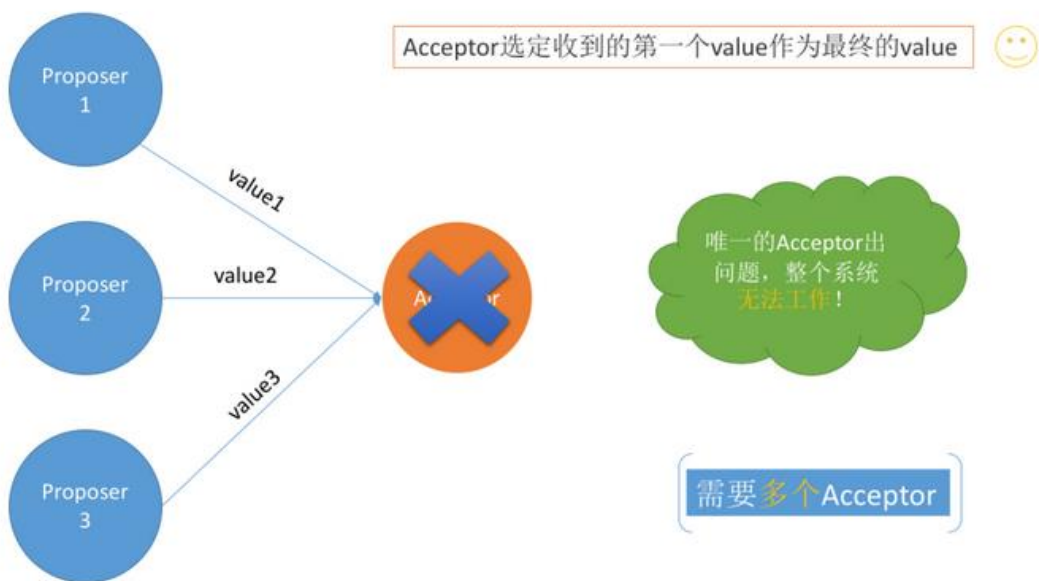 Acceptor选定收到的第一个value作为最终的value
Proposer
1
value1
Proposer
2
value2
唯一的Acceptor出
问题，整个系统
无法工作！
value3
Proposer
3
需要多个Acceptor